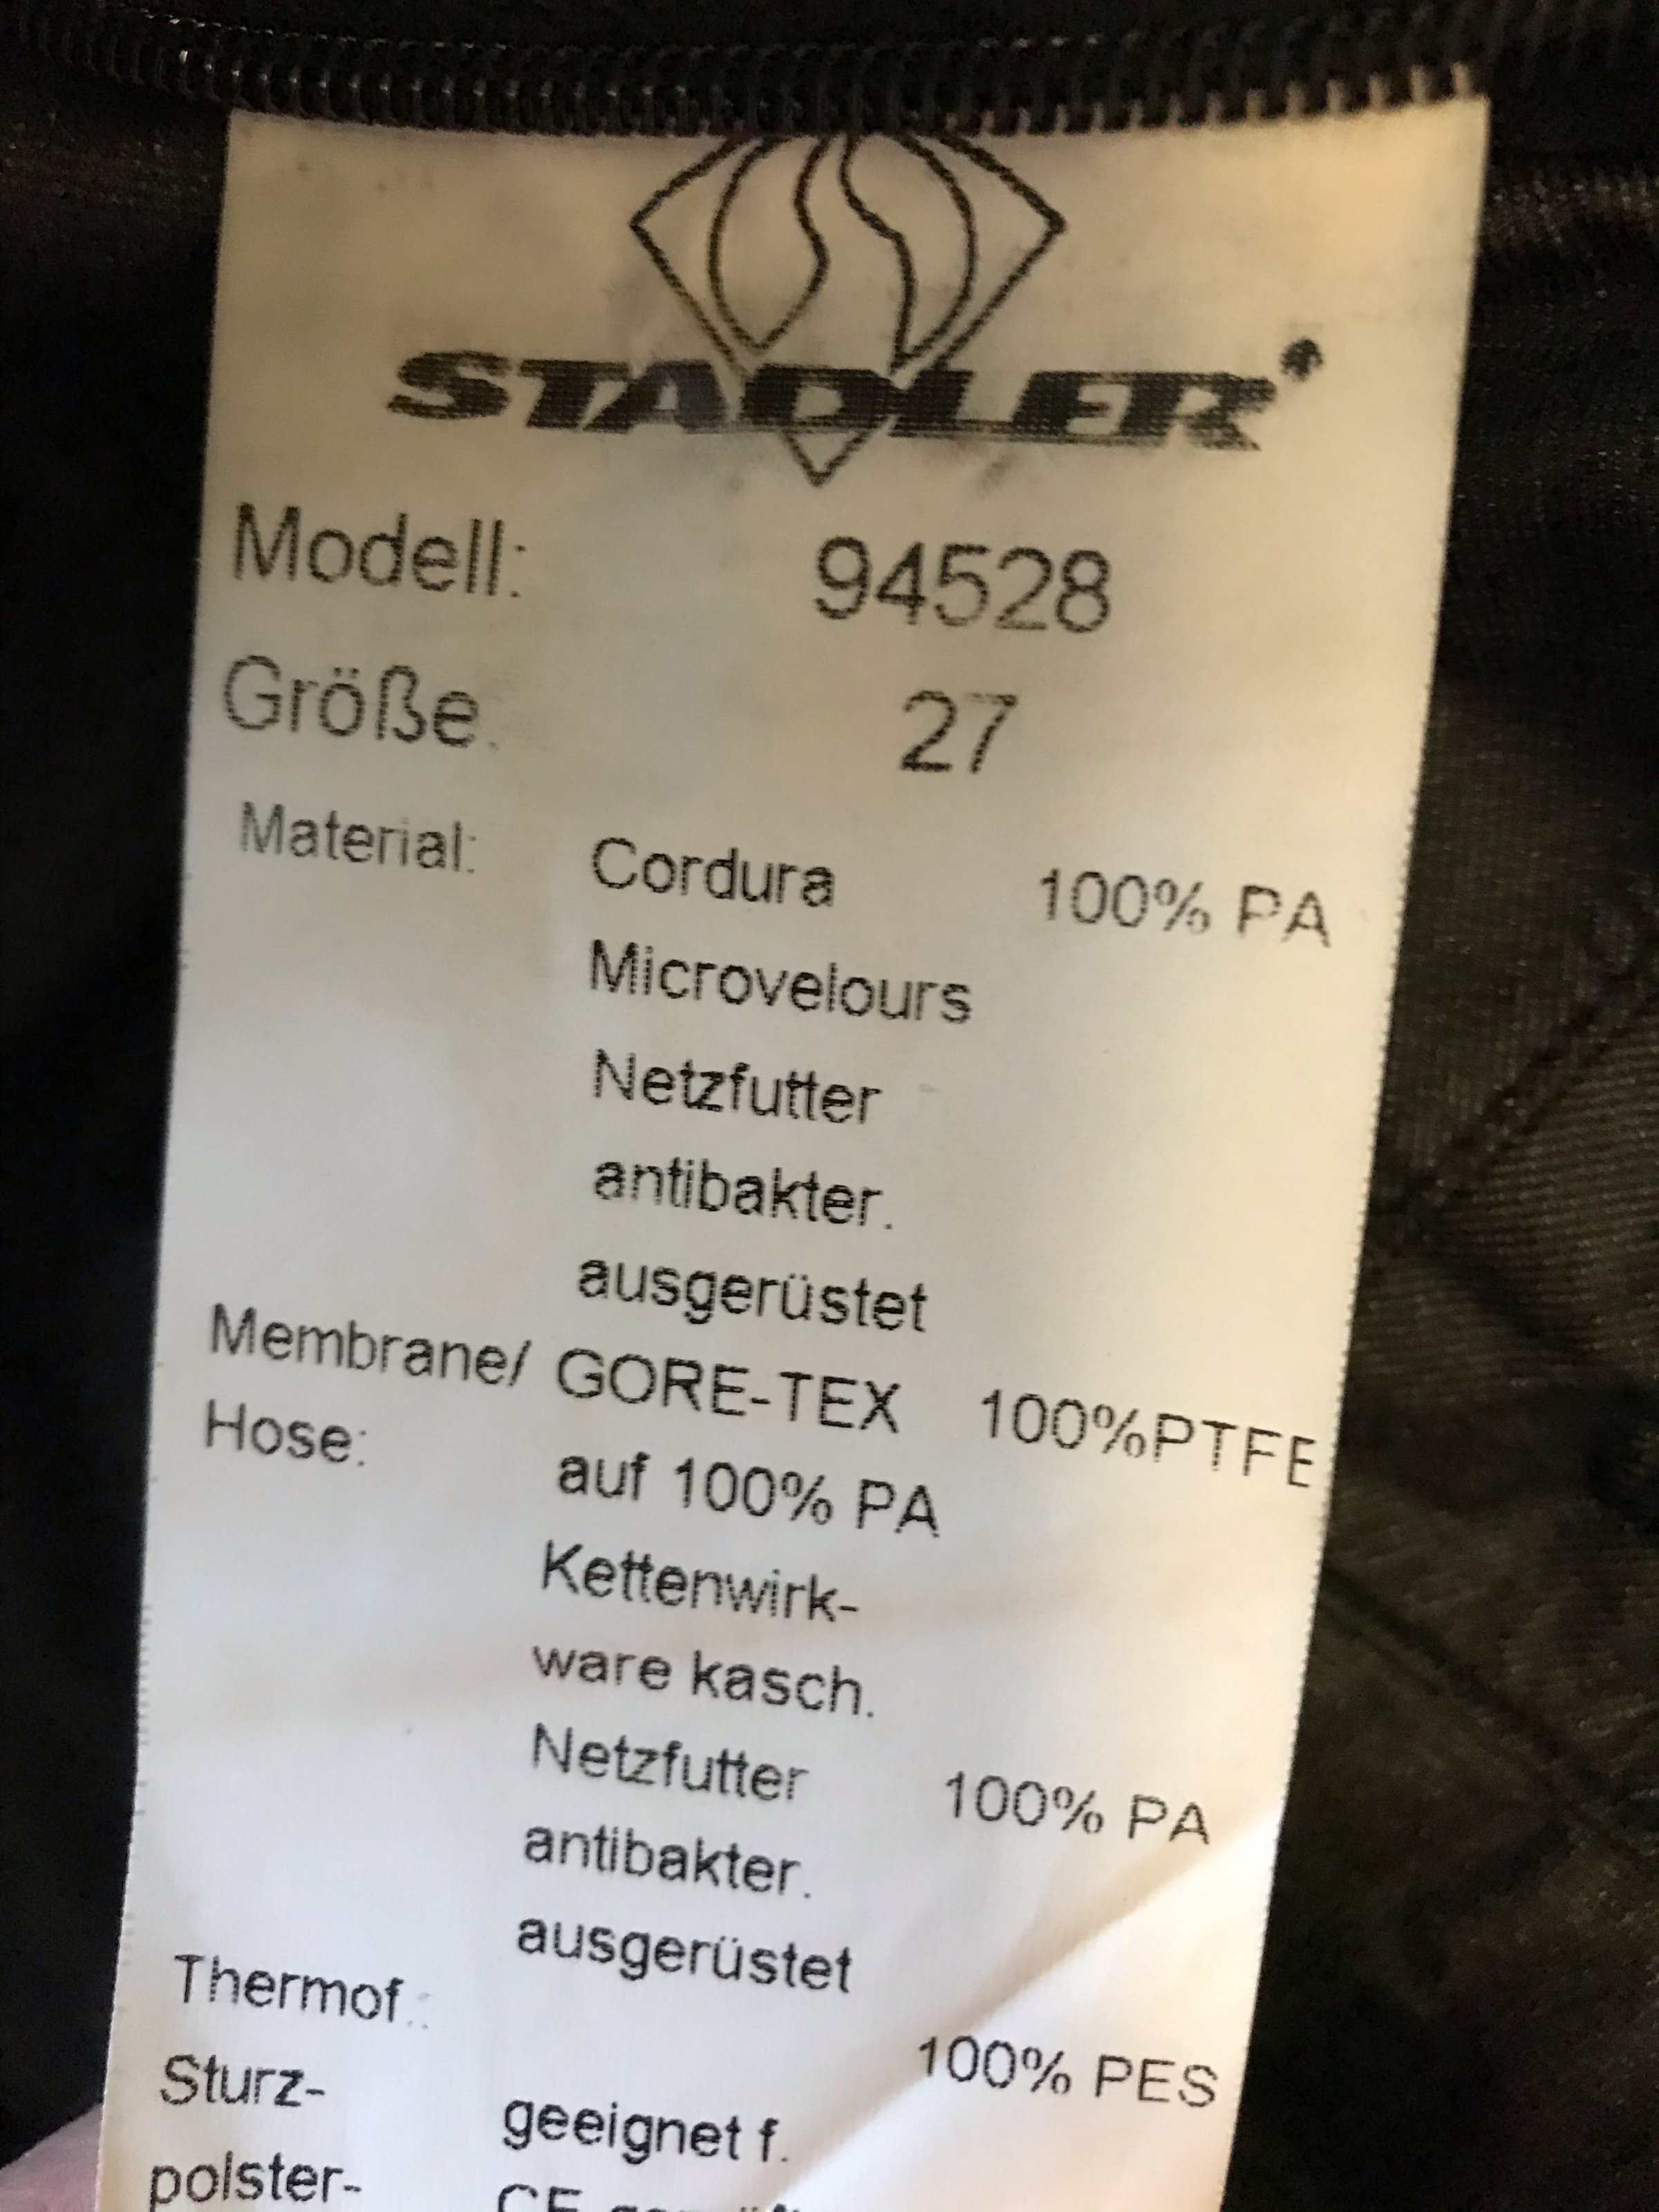 STADLER®
Modell: 94528
Größe: 27
Material: Cordura 100% PA
Microvelours
Netzfutter
antibakter.
ausgerüstet
Membrane/ GORE-TEX 100%PTFE
Hose: auf 100% PA
Kettenwirk-
ware kasch.
Netzfutter 100% PA
antibakter.
ausgerüstet
Thermof.: 100% PES
Sturz- geeignet f.
polster- CE